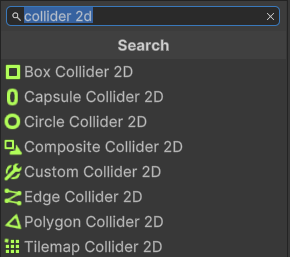 collider 2d
Search
Box Collider 2D
Capsule Collider 2D
Circle Collider 2D
Composite Collider 2D
Custom Collider 2D
Edge Collider 2D
Polygon Collider 2D
Tilemap Collider 2D